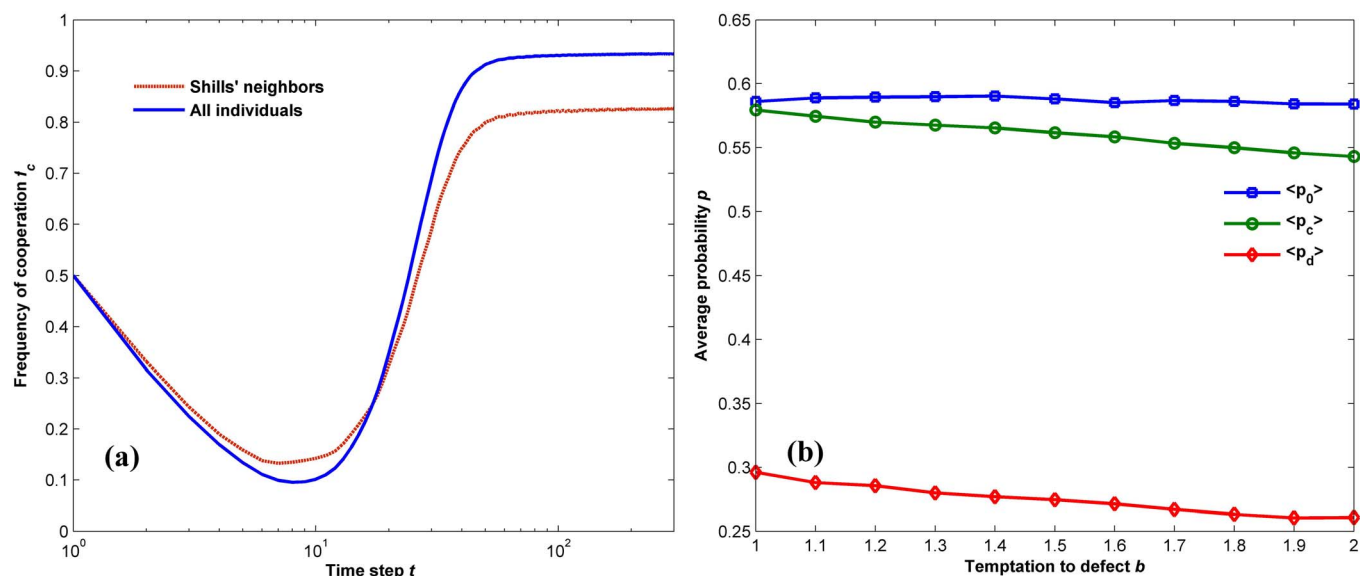 1
0.9
0.8
0.7
0.6
0.5
0.4
0.3
0.2
0.1
0
Frequency of cooperation f_c
Shills' neighbors
All individuals
(a)
10^0
10^1
10^2
Time step t
0.65
0.6
0.55
0.5
0.45
0.4
0.35
0.3
0.25
Average probability p
<p_0>
<p_c>
<p_d>
(b)
1 1.1 1.2 1.3 1.4 1.5 1.6 1.7 1.8 1.9 2
Temptation to defect b